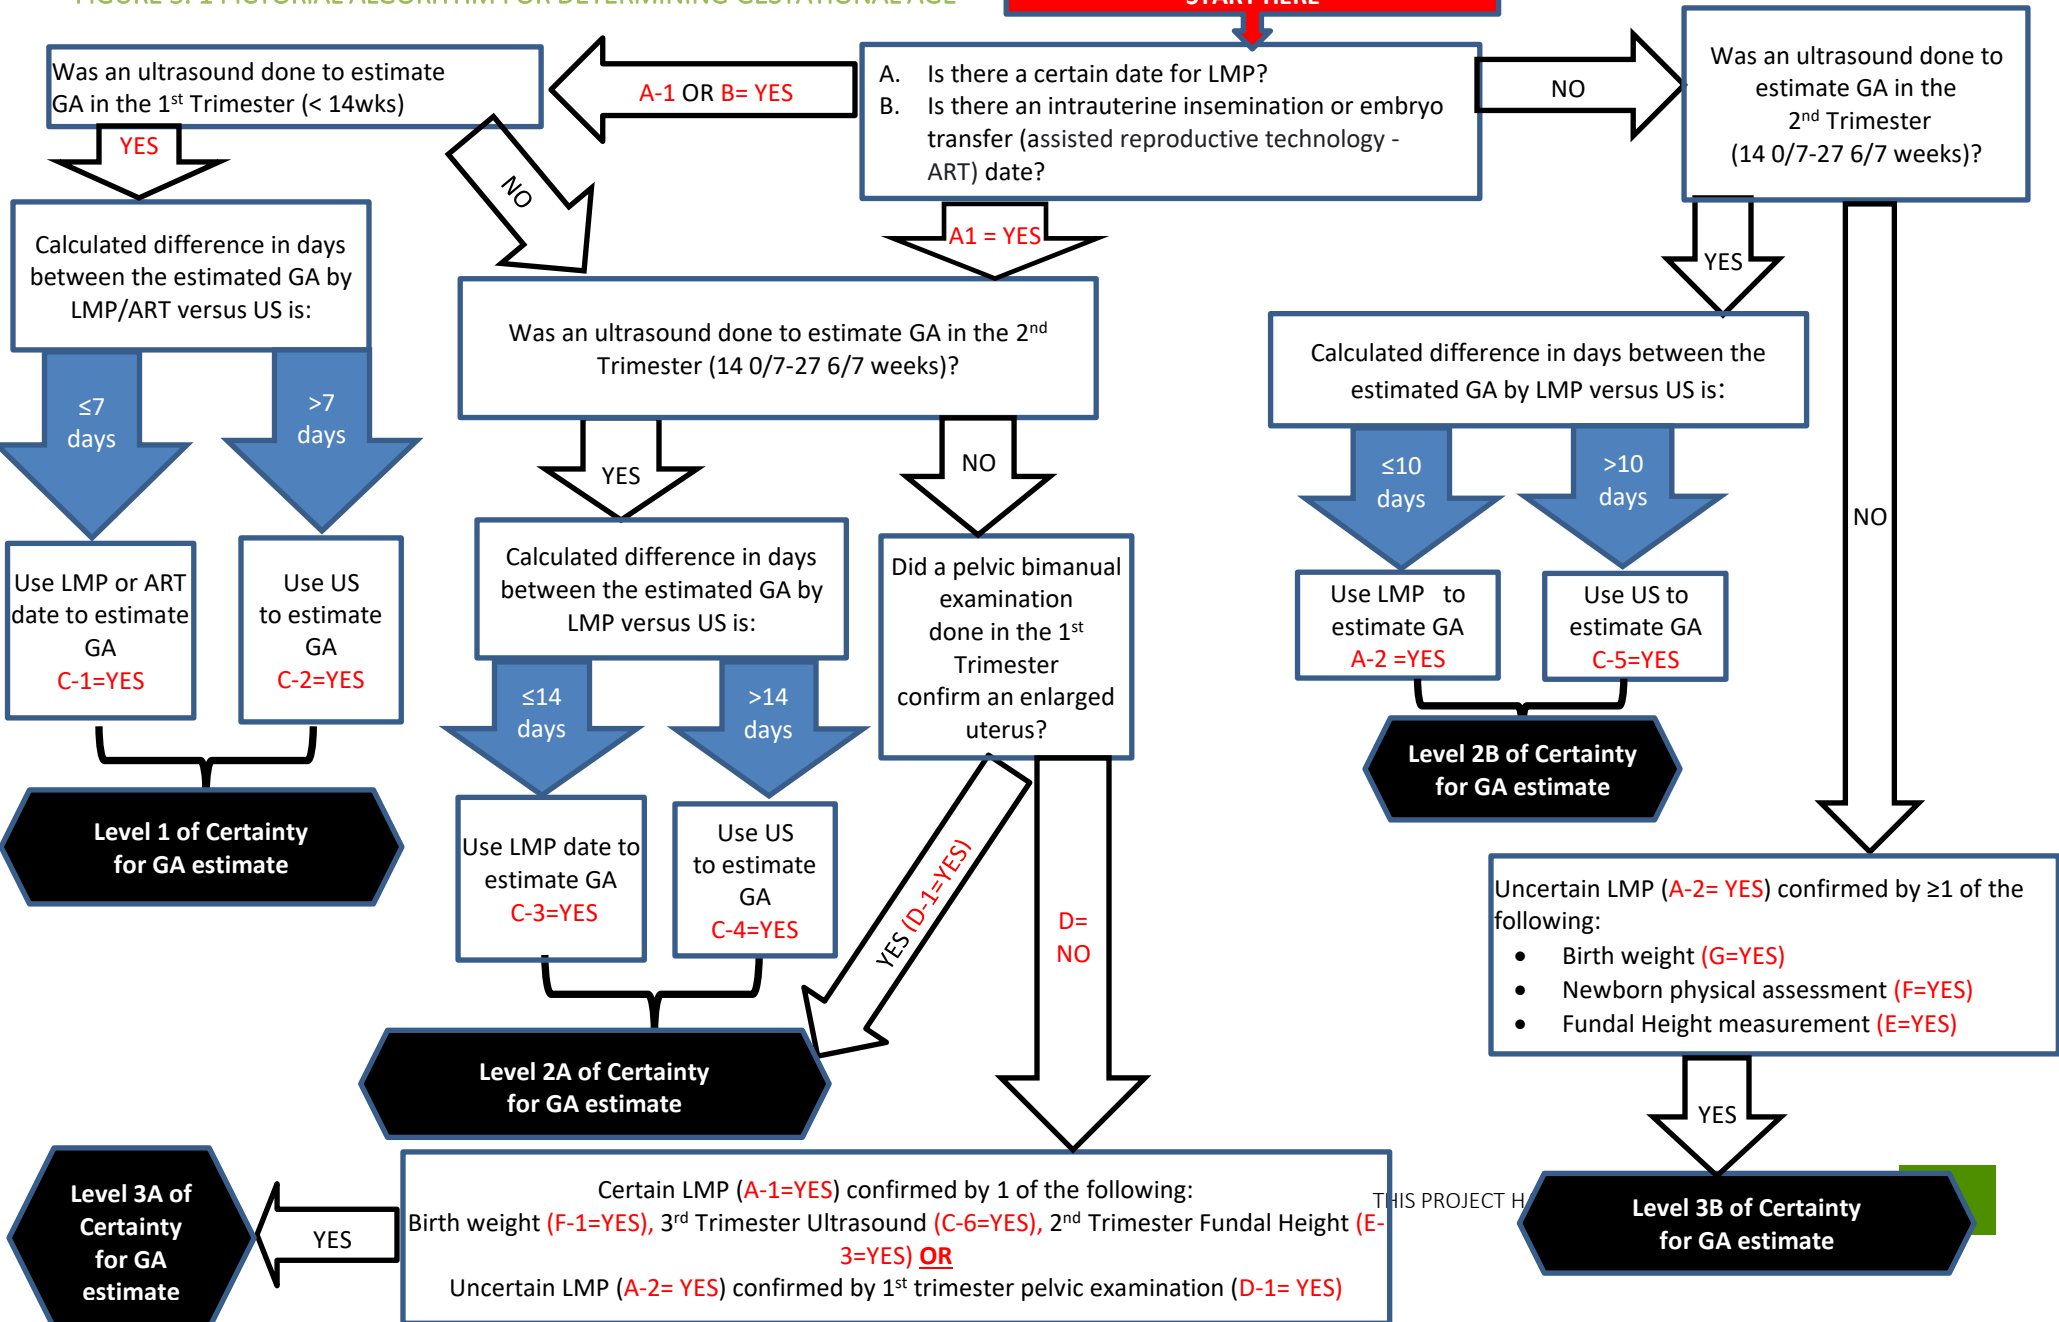 FIGURE 3. 1 PICTORIAL ALGORITHM FOR DETERMINING GESTATIONAL AGE
START HERE
Was an ultrasound done to estimate
GA in the 1st Trimester (< 14wks)
A-1 OR B= YES
A. Is there a certain date for LMP?
B. Is there an intrauterine insemination or embryo
transfer (assisted reproductive technology -
ART) date?
NO
Was an ultrasound done to
estimate GA in the
2nd Trimester
(14 0/7-27 6/7 weeks)?
YES
NO
A1 = YES
YES
NO
Calculated difference in days
between the estimated GA by
LMP/ART versus US is:
Was an ultrasound done to estimate GA in the 2nd
Trimester (14 0/7-27 6/7 weeks)?
Calculated difference in days between the
estimated GA by LMP versus US is:
≤7
days
>7
days
YES
NO
≤10
days
>10
days
Use LMP or ART
date to estimate
GA
C-1=YES
Use US
to estimate
GA
C-2=YES
Calculated difference in days
between the estimated GA by
LMP versus US is:
Did a pelvic bimanual
examination
done in the 1st
Trimester
confirm an enlarged
uterus?
Use LMP to
estimate GA
A-2 =YES
Use US to
estimate GA
C-5=YES
≤14
days
>14
days
Level 2B of Certainty
for GA estimate
Level 1 of Certainty
for GA estimate
Use LMP date to
estimate GA
C-3=YES
Use US
to estimate
GA
C-4=YES
YES (D-1=YES)
D=
NO
Uncertain LMP (A-2= YES) confirmed by ≥1 of the
following:
• Birth weight (G=YES)
• Newborn physical assessment (F=YES)
• Fundal Height measurement (E=YES)
Level 2A of Certainty
for GA estimate
YES
Level 3A of
Certainty
for GA
estimate
YES
Certain LMP (A-1=YES) confirmed by 1 of the following:
Birth weight (F-1=YES), 3rd Trimester Ultrasound (C-6=YES), 2nd Trimester Fundal Height (E-
3=YES) OR
Uncertain LMP (A-2= YES) confirmed by 1st trimester pelvic examination (D-1= YES)
THIS PROJECT H
Level 3B of Certainty
for GA estimate